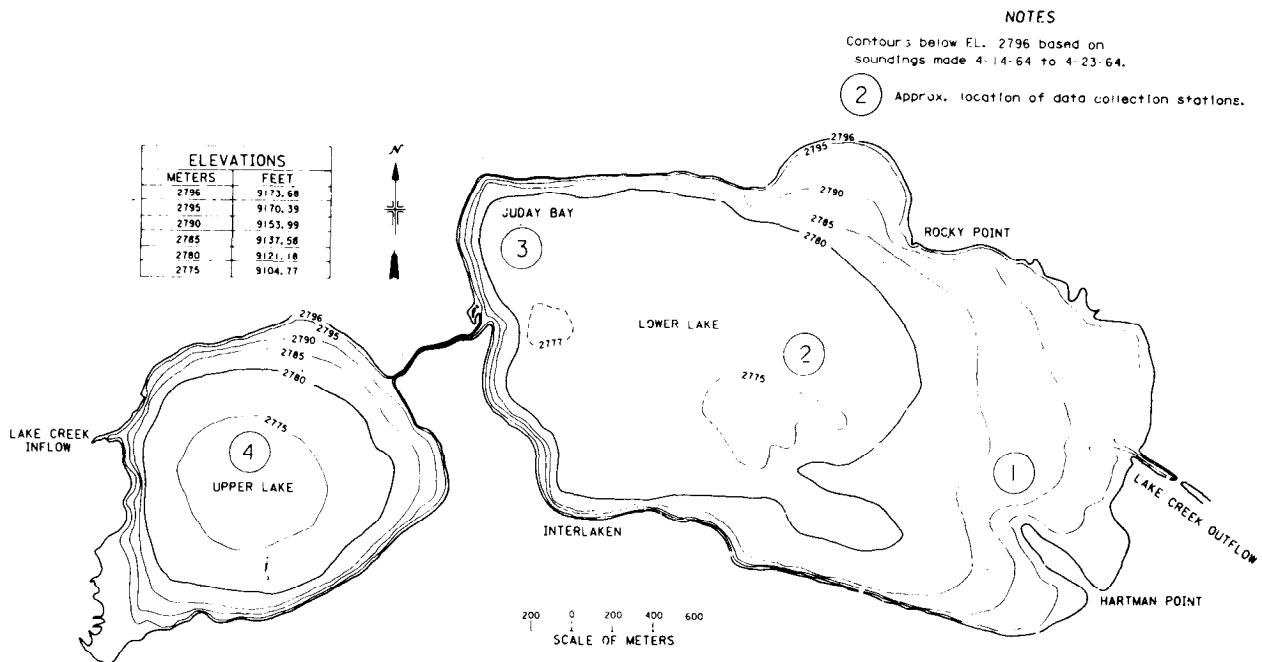 NOTES
Contours below EL. 2796 based on
soundings made 4-14-64 to 4-23-64.
2 Approx. location of data collection stations.
ELEVATIONS
METERS FEET
2796 9173.68
2795 9170.39
2790 9153.99
2785 9137.58
2780 9121.18
2775 9104.77
N
2796
2795
2790
2785
2780
JUDAY BAY
3
ROCKY POINT
LOWER LAKE
2777
2
2775
2796
2795
2790
2785
2780
2775
LAKE CREEK
INFLOW
4
UPPER LAKE
1
LAKE CREEK OUTFLOW
INTERLAKEN
HARTMAN POINT
200 0 200 400 600
SCALE OF METERS